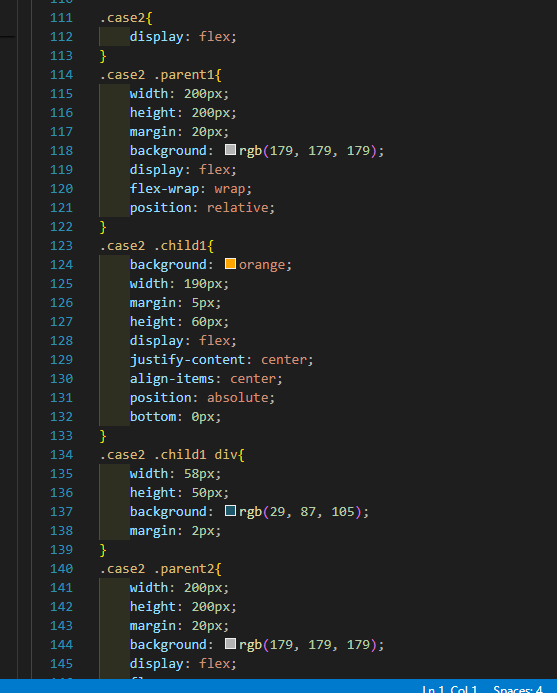 111 .case2{
112 display: flex;
113 }
114 .case2 .parent1{
115 width: 200px;
116 height: 200px;
117 margin: 20px;
118 background: rgb(179, 179, 179);
119 display: flex;
120 flex-wrap: wrap;
121 position: relative;
122 }
123 .case2 .child1{
124 background: orange;
125 width: 190px;
126 margin: 5px;
127 height: 60px;
128 display: flex;
129 justify-content: center;
130 align-items: center;
131 position: absolute;
132 bottom: 0px;
133 }
134 .case2 .child1 div{
135 width: 58px;
136 height: 50px;
137 background: rgb(29, 87, 105);
138 margin: 2px;
139 }
140 .case2 .parent2{
141 width: 200px;
142 height: 200px;
143 margin: 20px;
144 background: rgb(179, 179, 179);
145 display: flex;
Ln 1, Col 1 Spaces: 4